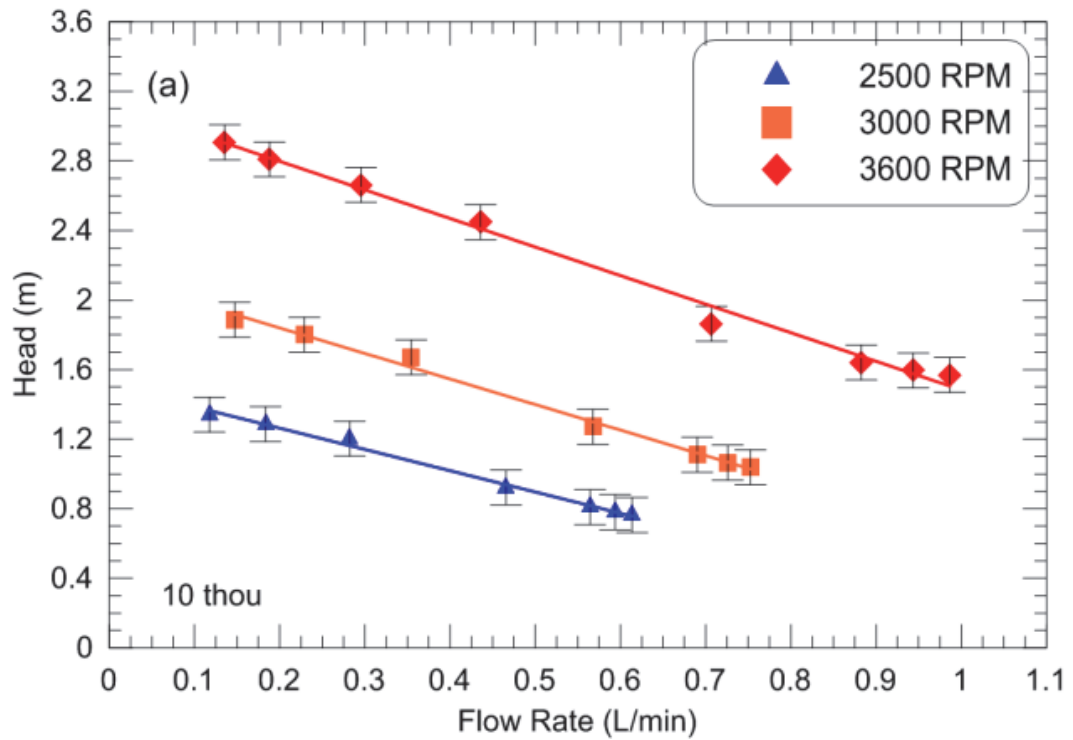 (a)
2500 RPM
3000 RPM
3600 RPM
3.6
3.2
2.8
2.4
2
1.6
1.2
0.8
0.4
0
Head (m)
10 thou
0 0.1 0.2 0.3 0.4 0.5 0.6 0.7 0.8 0.9 1 1.1
Flow Rate (L/min)